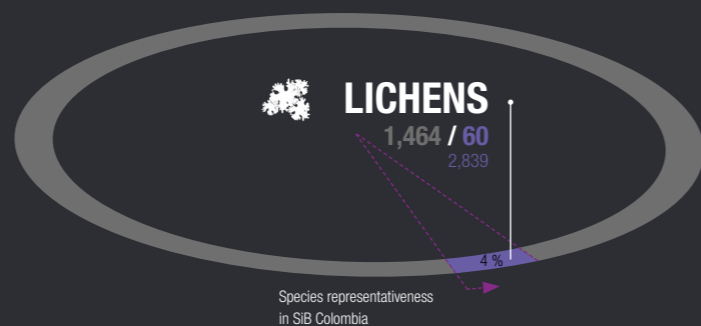 LICHENS
1,464 / 60
2,839
4 %
Species representativeness
in SiB Colombia